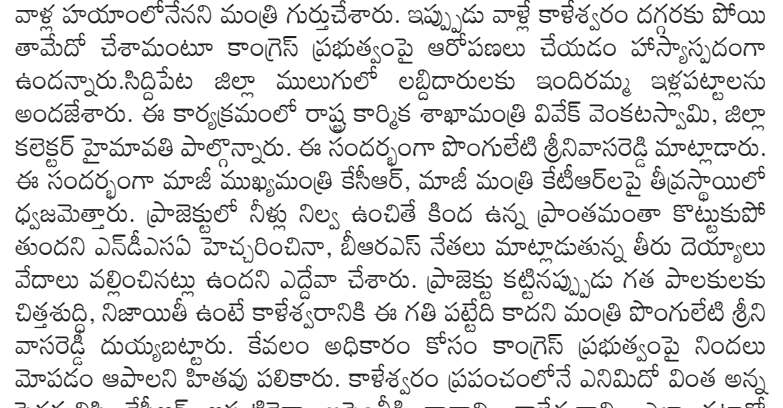 వాళ్ల హయాంలోనేనని మంత్రి గుర్తుచేశారు. ఇప్పుడు వాళ్లే కాళేశ్వరం దగ్గరకు పోయి
తామేదో చేశామంటూ కాంగ్రెస్ ప్రభుత్వంపై ఆరోపణలు చేయడం హాస్యాస్పదంగా
ఉందన్నారు.సిద్దిపేట జిల్లా ములుగులో లబ్దిదారులకు ఇందిరమ్మ ఇళ్లపట్టాలను
అందజేశారు. ఈ కార్యక్రమంలో రాష్ట్ర కార్మిక శాఖామంత్రి వివేక్ వెంకటస్వామి, జిల్లా
కలెక్టర్ హైమావతి పాల్గొన్నారు. ఈ సందర్భంగా పొంగులేటి శ్రీనివాసరెడ్డి మాట్లాడారు.
ఈ సందర్భంగా మాజీ ముఖ్యమంత్రి కేసీఆర్, మాజీ మంత్రి కేటీఆర్‌లపై తీవ్రస్థాయిలో
ధ్వజమెత్తారు. ప్రాజెక్టులో నీళ్లు నిల్వ ఉంచితే కింద ఉన్న ప్రాంతమంతా కొట్టుకుపో
తుందని ఎన్‌డీఎసఏ హెచ్చరించినా, బీఆరఎస్ నేతలు మాట్లాడుతున్న తీరు దెయ్యాలు
వేదాలు వల్లించినట్లు ఉందని ఎద్దేవా చేశారు. ప్రాజెక్టు కట్టినప్పుడు గత పాలకులకు
చిత్తశుద్ధి, నిజాయితీ ఉంటే కాళేశ్వరానికి ఈ గతి పట్టేది కాదని మంత్రి పొంగులేటి శ్రీని
వాసరెడ్డి దుయ్యబట్టారు. కేవలం అధికారం కోసం కాంగ్రెస్ ప్రభుత్వంపై నిందలు
మోపడం ఆపాలని హితవు పలికారు. కాళేశ్వరం ప్రపంచంలోనే ఎనిమిదో వింత అన్న